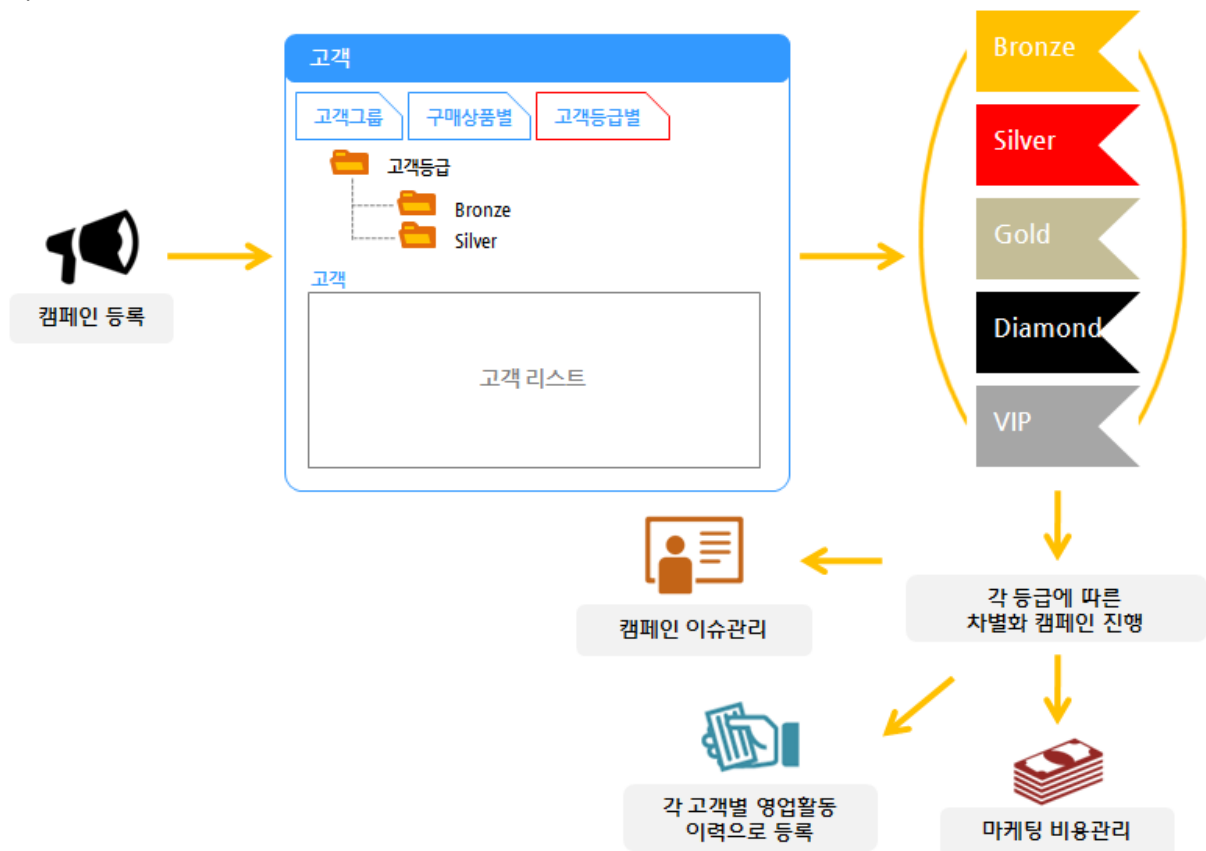 고객
고객그룹
구매상품별
고객등급별
고객등급
Bronze
Silver
고객
고객 리스트
캠페인 등록
Bronze
Silver
Gold
Diamond
VIP
각 등급에 따른
차별화 캠페인 진행
캠페인 이슈관리
각 고객별 영업활동
이력으로 등록
마케팅 비용관리